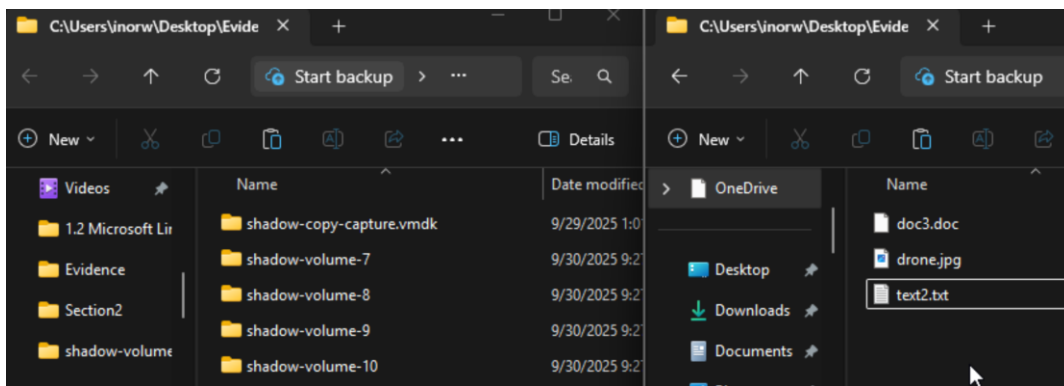 C:\Users\inorw\Desktop\Evide
Start backup
Se
New
Details
Videos
1.2 Microsoft Lir
Evidence
Section2
shadow-volume
Name
Date modified
shadow-copy-capture.vmdk
9/29/2025 1:0
shadow-volume-7
9/30/2025 9:2
shadow-volume-8
9/30/2025 9:2
shadow-volume-9
9/30/2025 9:2
shadow-volume-10
9/30/2025 9:2
C:\Users\inorw\Desktop\Evide
Start backup
New
OneDrive
Desktop
Downloads
Documents
Name
doc3.doc
drone.jpg
text2.txt